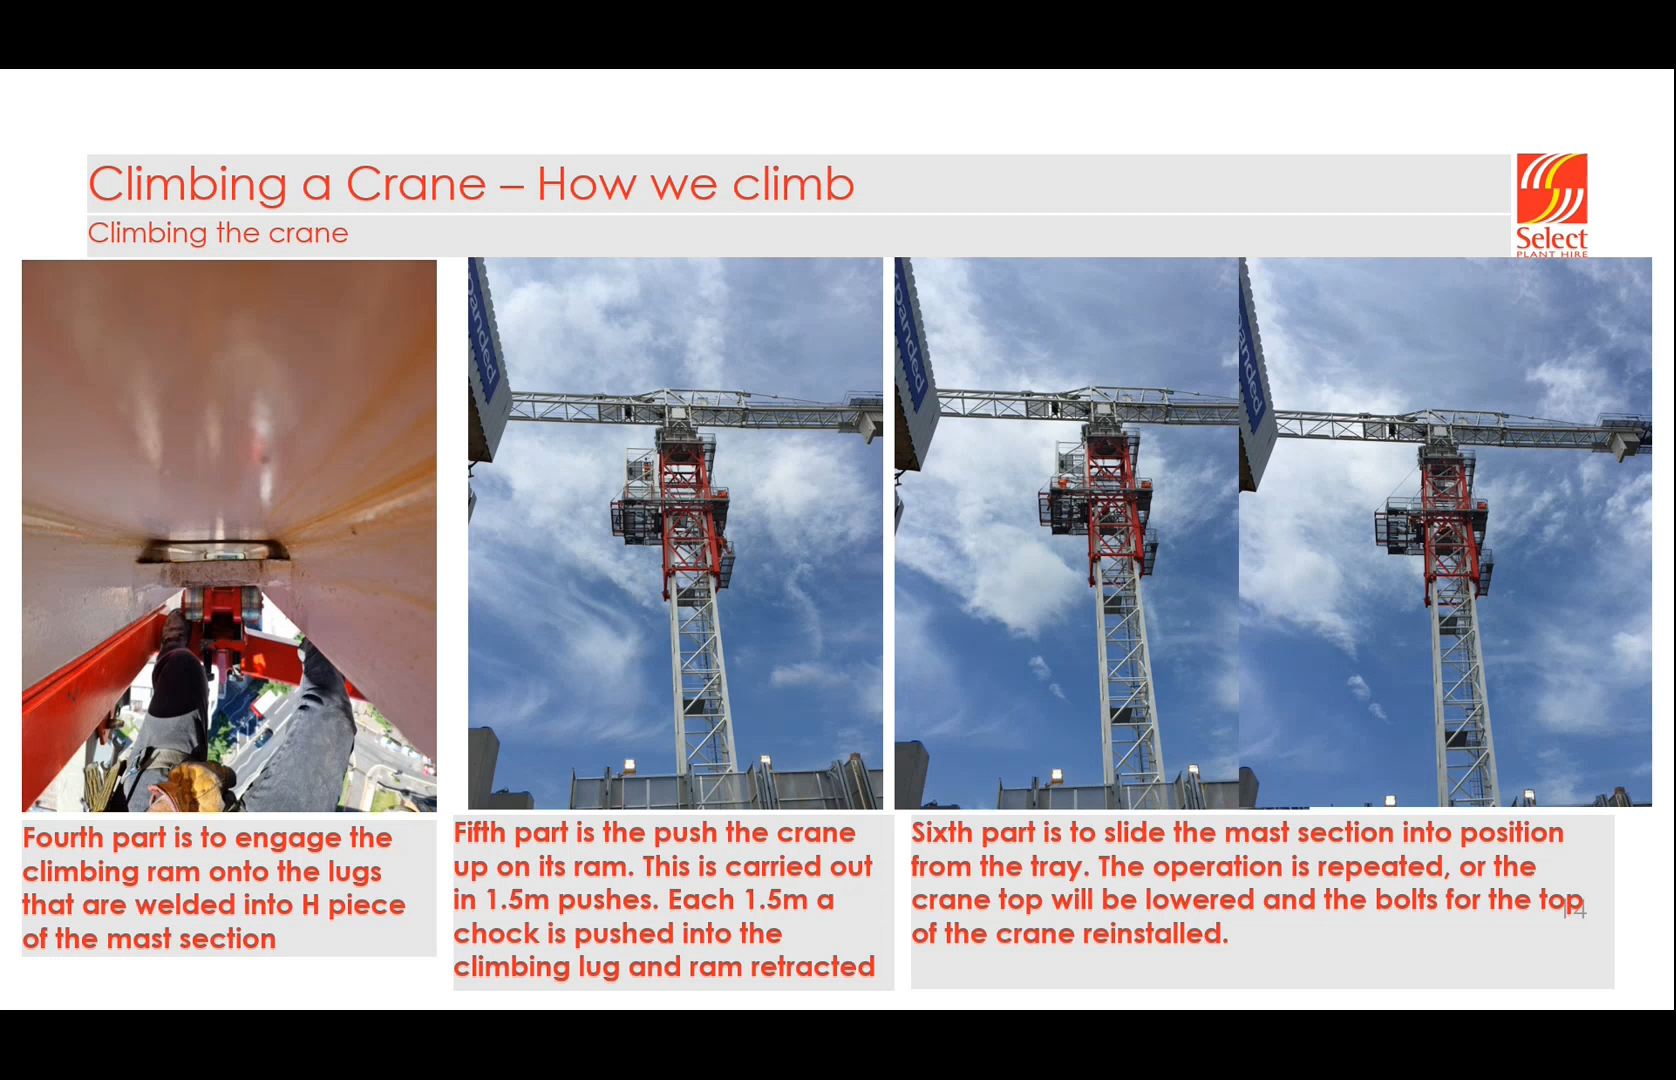 Climbing a Crane – How we climb
Climbing the crane
Select
PLANT HIRE
panded
panded
anded
Fourth part is to engage the
climbing ram onto the lugs
that are welded into H piece
of the mast section
Fifth part is the push the crane
up on its ram. This is carried out
in 1.5m pushes. Each 1.5m a
chock is pushed into the
climbing lug and ram retracted
Sixth part is to slide the mast section into position
from the tray. The operation is repeated, or the
crane top will be lowered and the bolts for the top
of the crane reinstalled.
14